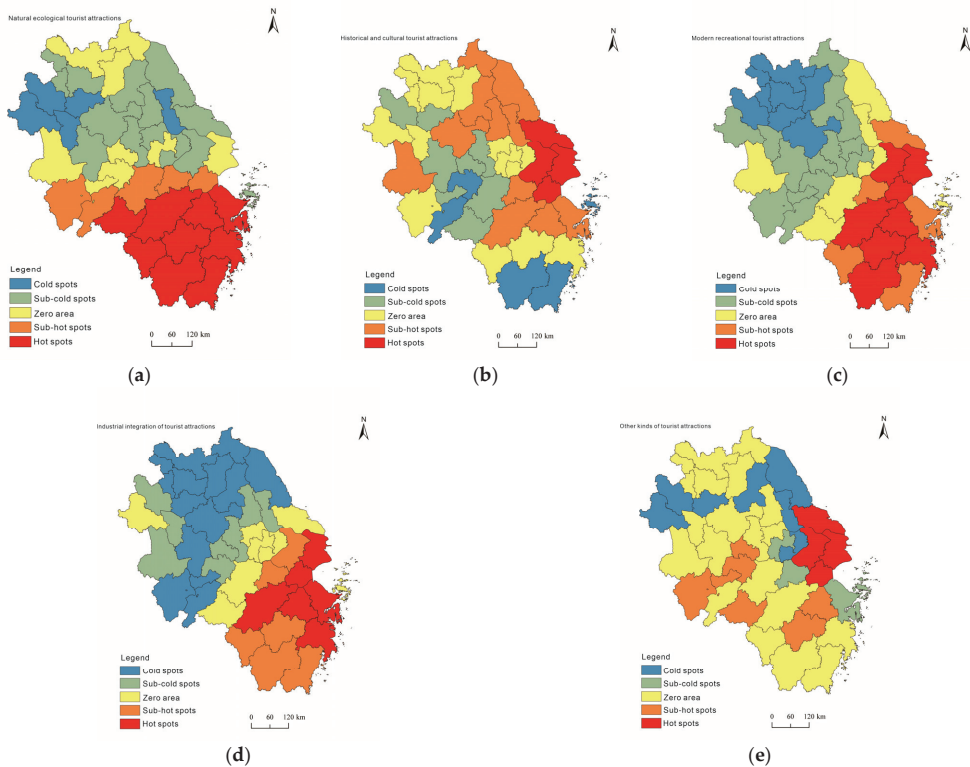 Natural ecological tourist attractions
N
Legend
Cold spots
Sub-cold spots
Zero area
Sub-hot spots
Hot spots
0 60 120 km
(a)
Historical and cultural tourist attractions
N
Legend
Cold spots
Sub-cold spots
Zero area
Sub-hot spots
Hot spots
0 60 120 km
(b)
Modern recreational tourist attractions
N
Legend
Cold spots
Sub-cold spots
Zero area
Sub-hot spots
Hot spots
0 60 120 km
(c)
Industrial integration of tourist attractions
N
Legend
Cold spots
Sub-cold spots
Zero area
Sub-hot spots
Hot spots
0 60 120 km
(d)
Other kinds of tourist attractions
N
Legend
Cold spots
Sub-cold spots
Zero area
Sub-hot spots
Hot spots
0 60 120 km
(e)